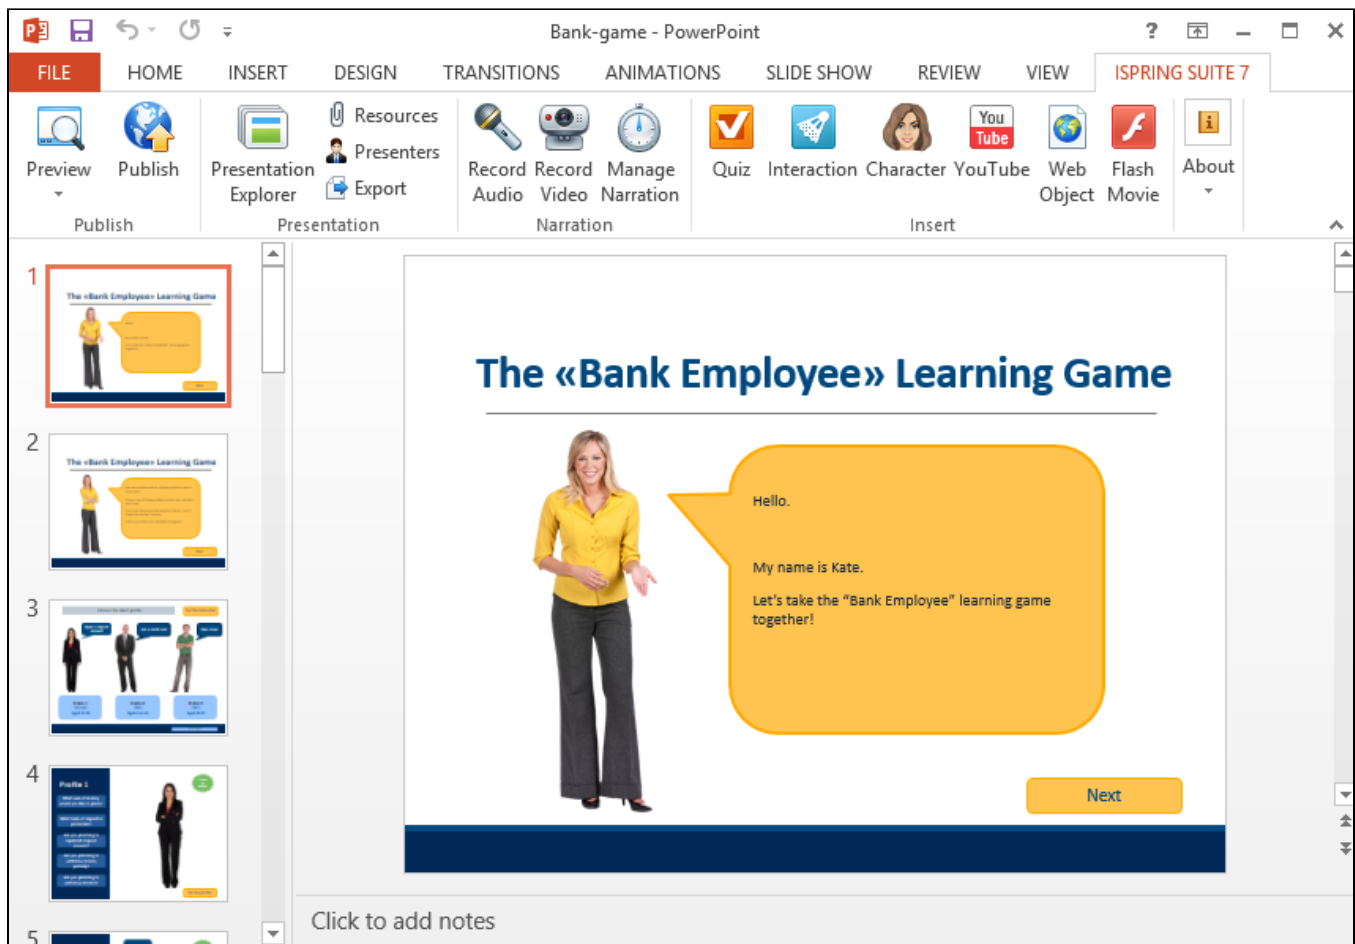 Bank-game - PowerPoint
?
FILE HOME INSERT DESIGN TRANSITIONS ANIMATIONS SLIDE SHOW REVIEW VIEW ISPRING SUITE 7
Preview
Publish
Publish
Presentation
Explorer
Resources
Presenters
Export
Presentation
Record
Audio
Record
Video
Manage
Narration
Narration
Quiz
Interaction
Character
You
Tube
YouTube
Web
Object
Flash
Movie
Insert
About
1
The «Bank Employee» Learning Game
2
The «Bank Employee» Learning Game
3
4
Profile 1
5
The «Bank Employee» Learning Game
Hello.
My name is Kate.
Let's take the “Bank Employee” learning game
together!
Next
Click to add notes